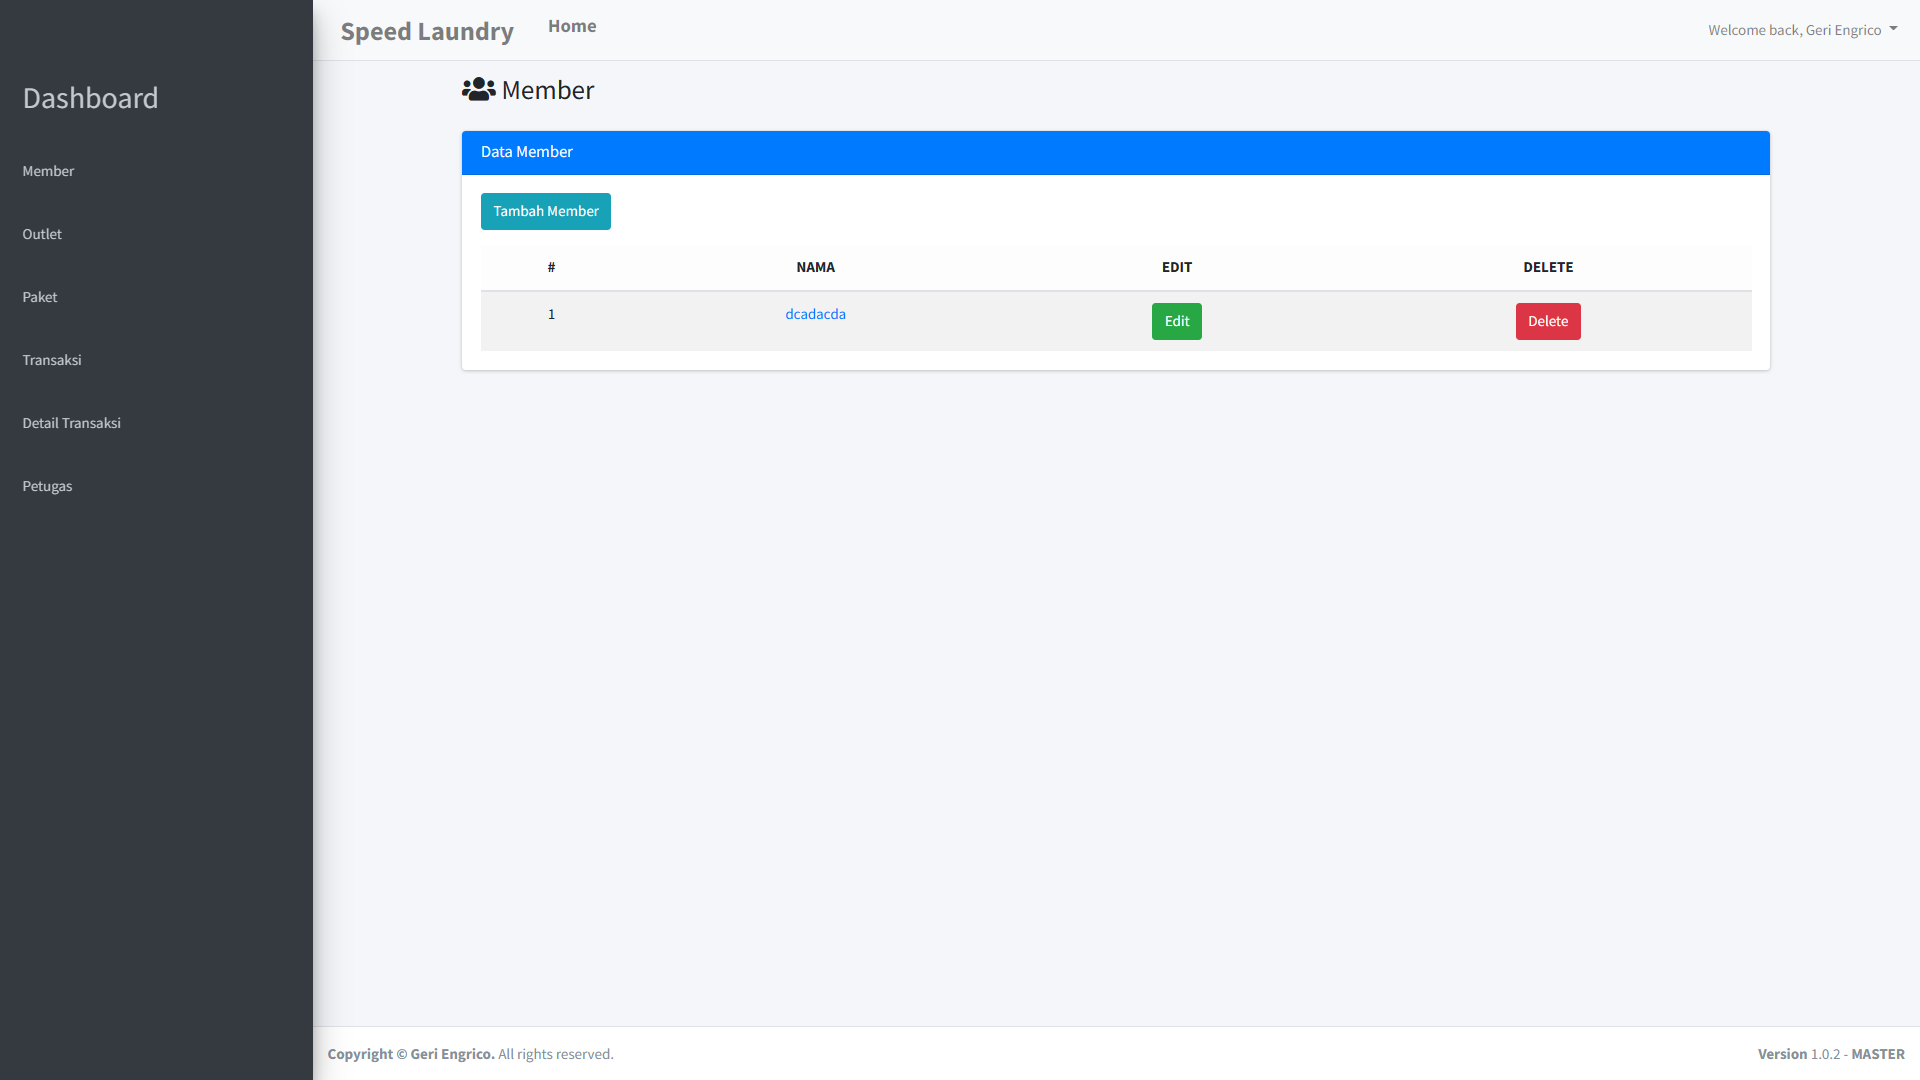 Speed Laundry Home Welcome back, Geri Engrico
Dashboard
Member
Outlet
Paket
Transaksi
Detail Transaksi
Petugas
Member
Data Member
Tambah Member
# NAMA EDIT DELETE
1 dcadacda Edit Delete
Copyright © Geri Engrico. All rights reserved. Version 1.0.2 - MASTER